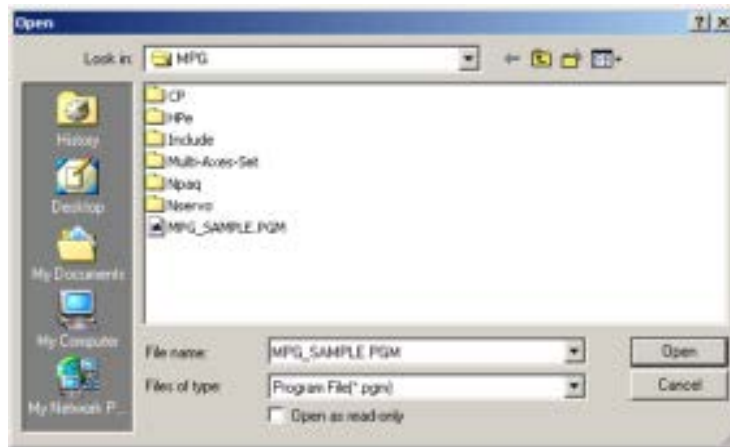 Open
Look in: MPG
History
Desktop
My Documents
My Computer
My Network P...
CP
HPe
Include
Multi-Axes-Set
Npaq
Nservo
MPG_SAMPLE.PGM
File name: MPG_SAMPLE.PGM Open
Files of type: Program File(*.pgm) Cancel
Open as read-only